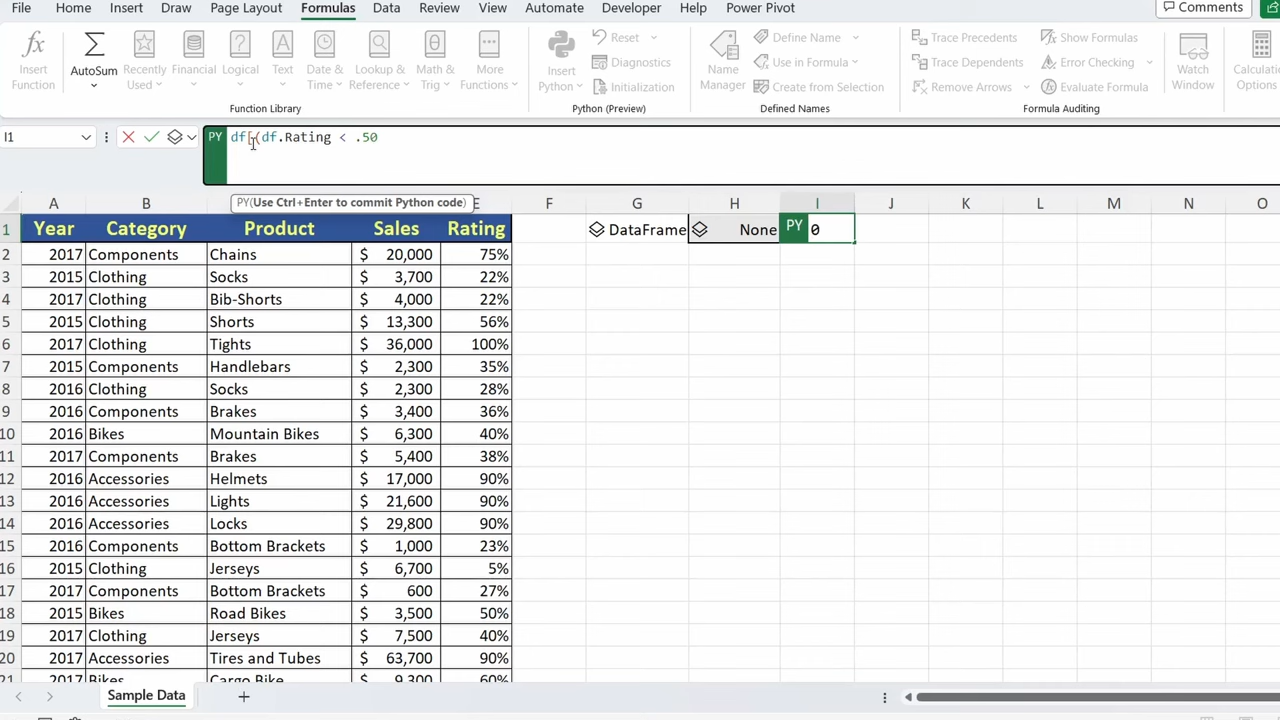 File Home Insert Draw Page Layout Formulas Data Review View Automate Developer Help Power Pivot Comments
fx Insert Function
Σ AutoSum
Recently Used
Financial
? Logical
A Text
Date & Time
Lookup & Reference
θ Math & Trig
More Functions
Function Library
Insert Python
Reset
Diagnostics
Initialization
Python (Preview)
Name Manager
Define Name
Use in Formula
Create from Selection
Defined Names
Trace Precedents
Trace Dependents
Remove Arrows
Show Formulas
Error Checking
Evaluate Formula
Formula Auditing
Watch Window
Calculatio
Options
I1 PY df[(df.Rating < .50
PY(Use Ctrl+Enter to commit Python code)
A B E F G H I J K L M N O
1 Year Category Product Sales Rating DataFrame None PY 0
2 2017 Components Chains $ 20,000 75%
3 2015 Clothing Socks $ 3,700 22%
4 2017 Clothing Bib-Shorts $ 4,000 22%
5 2015 Clothing Shorts $ 13,300 56%
6 2017 Clothing Tights $ 36,000 100%
7 2015 Components Handlebars $ 2,300 35%
8 2016 Clothing Socks $ 2,300 28%
9 2016 Components Brakes $ 3,400 36%
10 2016 Bikes Mountain Bikes $ 6,300 40%
11 2017 Components Brakes $ 5,400 38%
12 2016 Accessories Helmets $ 17,000 90%
13 2016 Accessories Lights $ 21,600 90%
14 2016 Accessories Locks $ 29,800 90%
15 2016 Components Bottom Brackets $ 1,000 23%
16 2015 Clothing Jerseys $ 6,700 5%
17 2017 Components Bottom Brackets $ 600 27%
18 2015 Bikes Road Bikes $ 3,500 50%
19 2017 Clothing Jerseys $ 7,500 40%
20 2017 Accessories Tires and Tubes $ 63,700 90%
21 2017 Bikes Cargo Bike $ 9,300 60%
Sample Data +